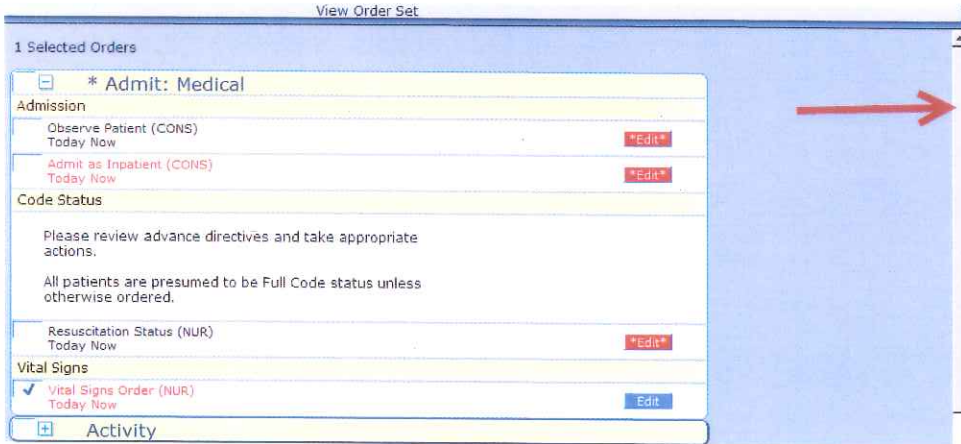 View Order Set
1 Selected Orders
* Admit: Medical
Admission
Observe Patient (CONS)
Today Now
*Edit*
Admit as Inpatient (CONS)
Today Now
*Edit*
Code Status
Please review advance directives and take appropriate
actions.
All patients are presumed to be Full Code status unless
otherwise ordered.
Resuscitation Status (NUR)
Today Now
*Edit*
Vital Signs
Vital Signs Order (NUR)
Today Now
Edit
Activity